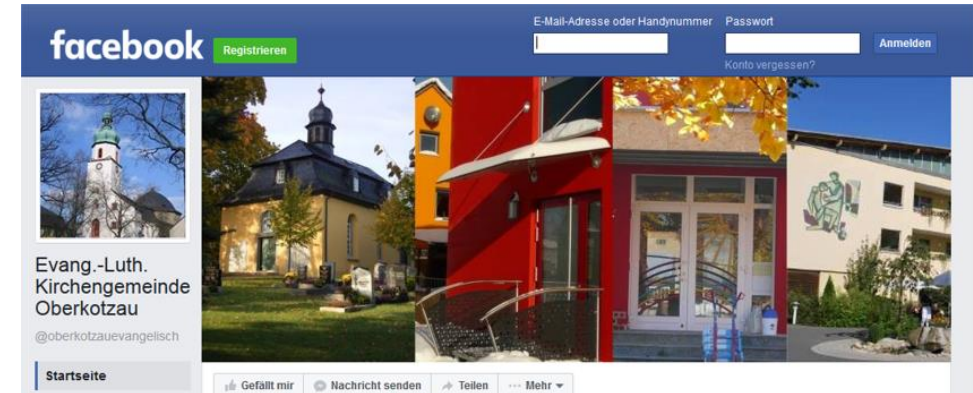 E-Mail-Adresse oder Handynummer Passwort
facebook Registrieren Anmelden
Konto vergessen?
Evang.-Luth.
Kirchengemeinde
Oberkotzau
@oberkotzauevangelisch
Startseite
Gefällt mir Nachricht senden Teilen ··· Mehr